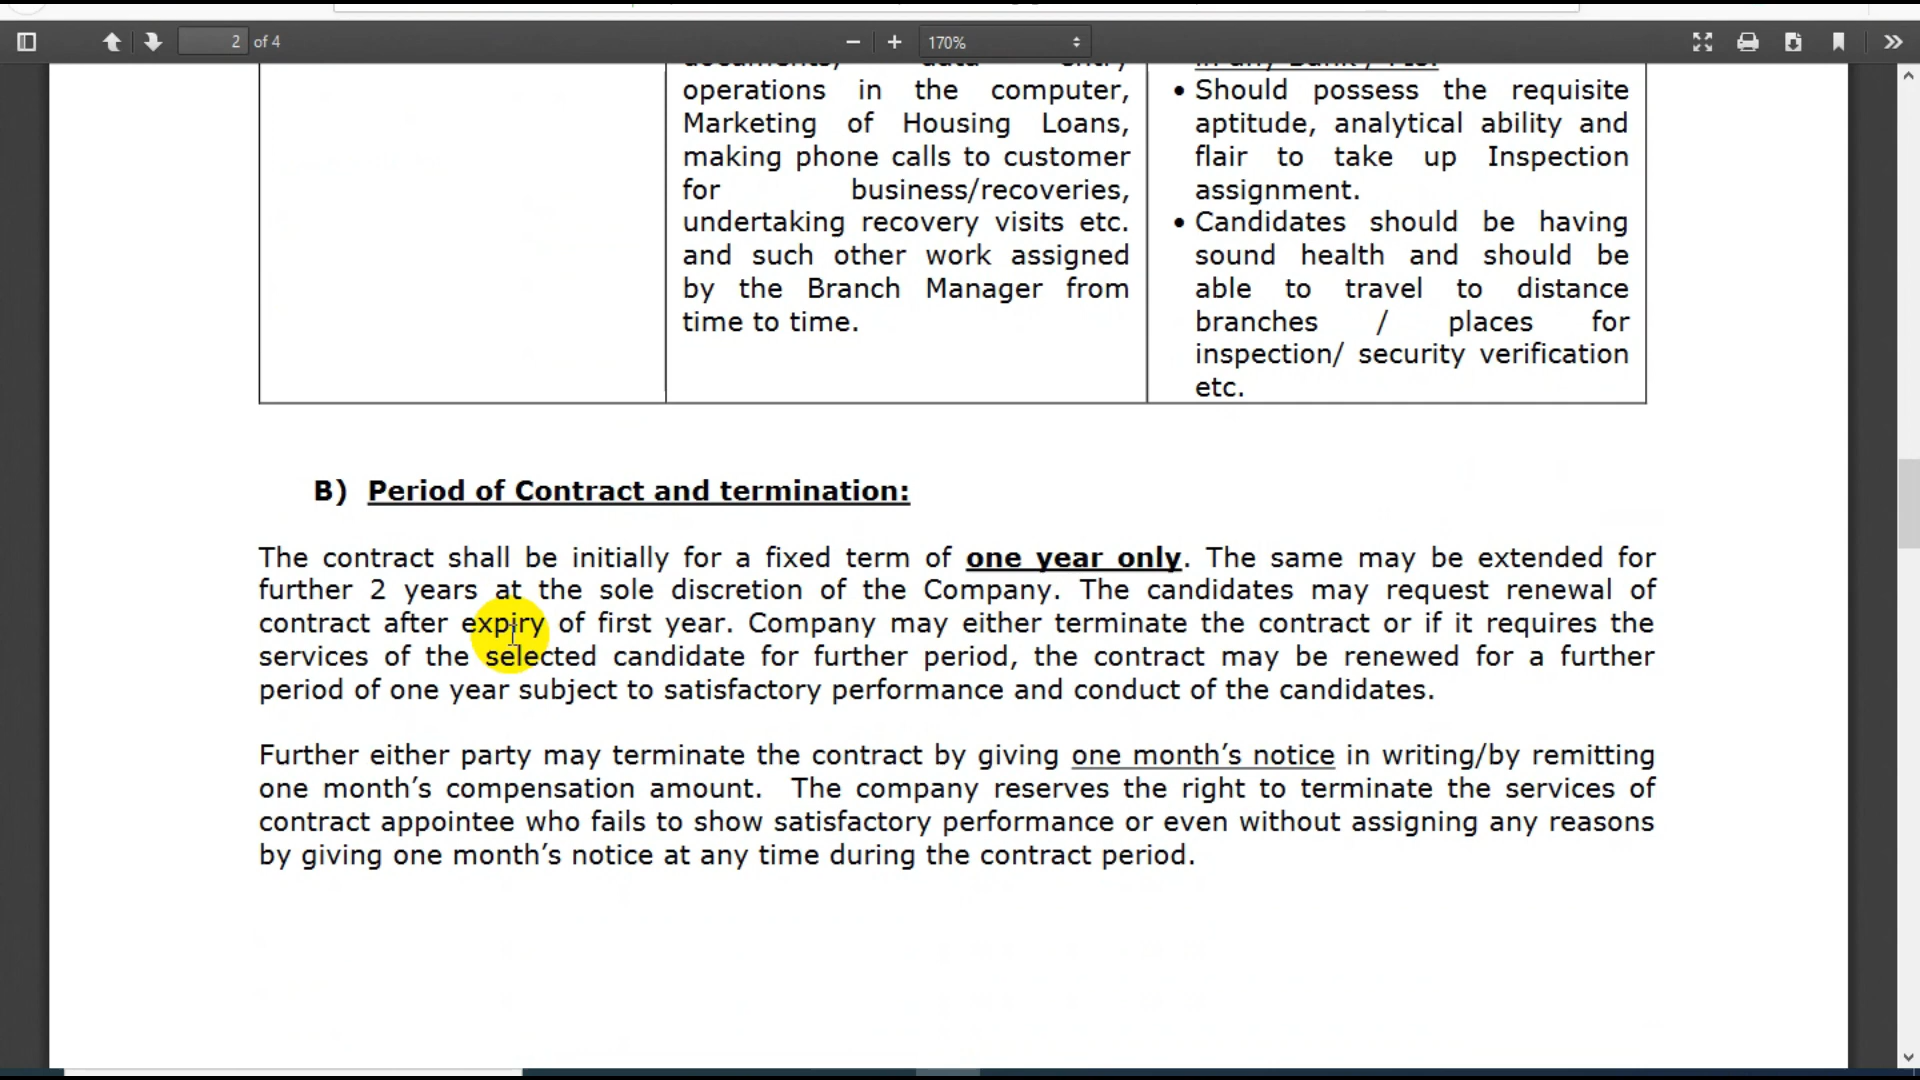 2 of 4
170%
operations in the computer,
Marketing of Housing Loans,
making phone calls to customer
for business/recoveries,
undertaking recovery visits etc.
and such other work assigned
by the Branch Manager from
time to time.
• Should possess the requisite
aptitude, analytical ability and
flair to take up Inspection
assignment.
• Candidates should be having
sound health and should be
able to travel to distance
branches / places for
inspection/ security verification
etc.
B) Period of Contract and termination:
The contract shall be initially for a fixed term of one year only. The same may be extended for
further 2 years at the sole discretion of the Company. The candidates may request renewal of
contract after expiry of first year. Company may either terminate the contract or if it requires the
services of the selected candidate for further period, the contract may be renewed for a further
period of one year subject to satisfactory performance and conduct of the candidates.
Further either party may terminate the contract by giving one month’s notice in writing/by remitting
one month’s compensation amount. The company reserves the right to terminate the services of
contract appointee who fails to show satisfactory performance or even without assigning any reasons
by giving one month’s notice at any time during the contract period.